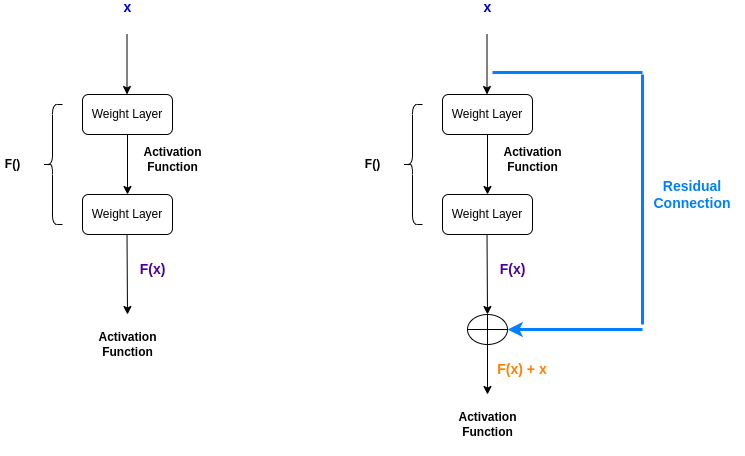 x
Weight Layer
Activation
Function
F()
Weight Layer
F(x)
Activation
Function
x
Weight Layer
Activation
Function
F()
Residual
Connection
Weight Layer
F(x)
F(x) + x
Activation
Function